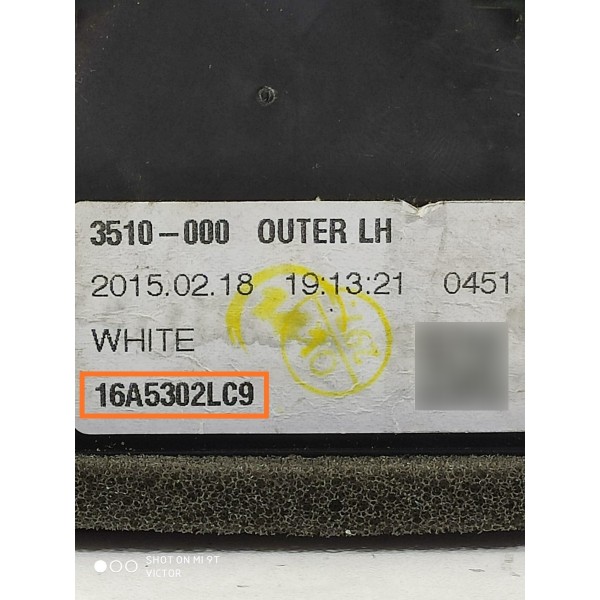 3510-000 OUTER LH
2015.02.18 19:13:21 0451
WHITE
16A5302LC9
SHOT ON MI 9T
VICTOR